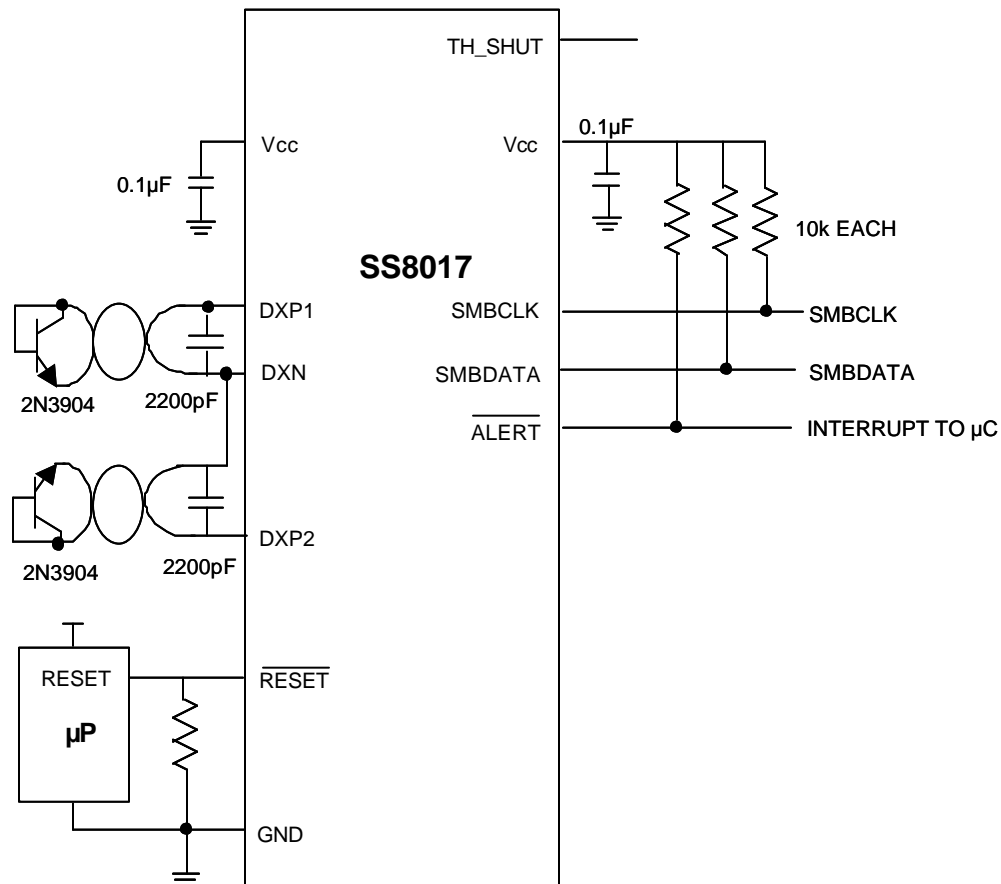 TH_SHUT
Vcc
0.1µF
0.1µF
Vcc
10k EACH
SS8017
DXP1
SMBCLK
SMBCLK
DXN
SMBDATA
SMBDATA
2N3904
2200pF
ALERT
INTERRUPT TO µC
DXP2
2N3904
2200pF
RESET
RESET
µP
GND